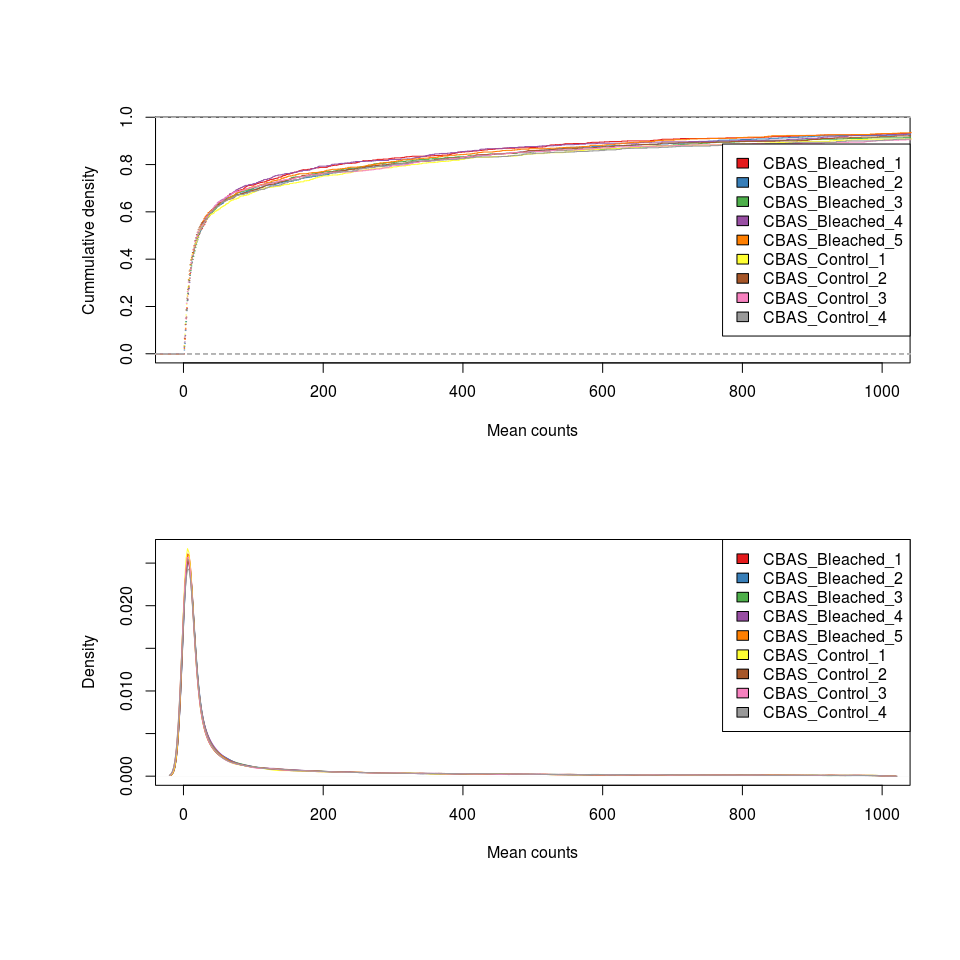 Cummulative density
0.0 0.2 0.4 0.6 0.8 1.0
CBAS_Bleached_1
CBAS_Bleached_2
CBAS_Bleached_3
CBAS_Bleached_4
CBAS_Bleached_5
CBAS_Control_1
CBAS_Control_2
CBAS_Control_3
CBAS_Control_4
0 200 400 600 800 1000
Mean counts
Density
0.000 0.010 0.020
CBAS_Bleached_1
CBAS_Bleached_2
CBAS_Bleached_3
CBAS_Bleached_4
CBAS_Bleached_5
CBAS_Control_1
CBAS_Control_2
CBAS_Control_3
CBAS_Control_4
0 200 400 600 800 1000
Mean counts